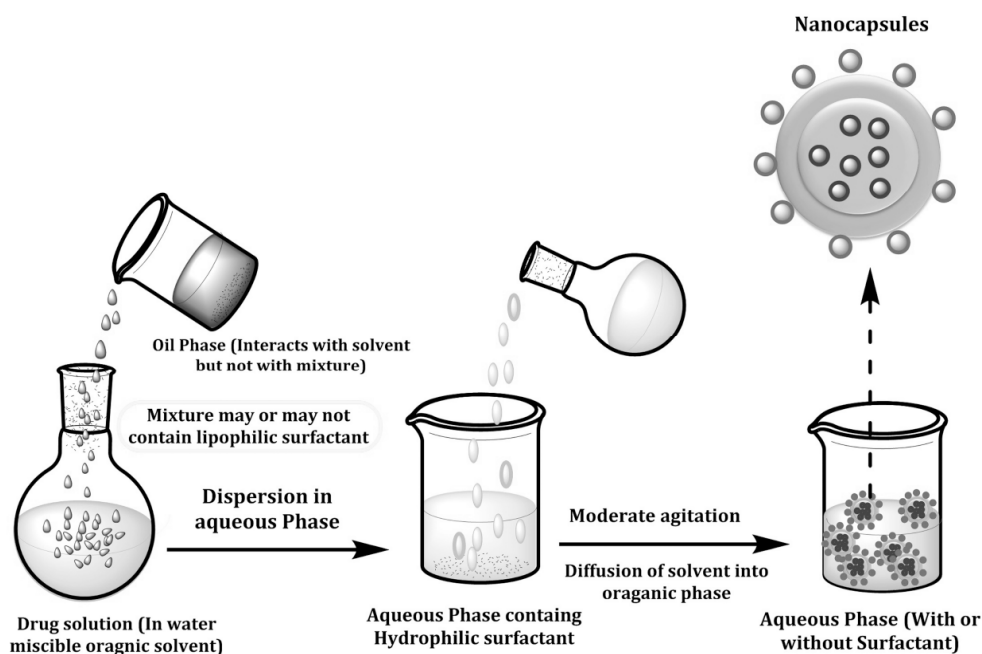 Nanocapsules
Oil Phase (Interacts with solvent
but not with mixture)
Mixture may or may not
contain lipophilic surfactant
Dispersion in
aqueous Phase
Moderate agitation
Diffusion of solvent into
oraganic phase
Drug solution (In water
miscible oragnic solvent)
Aqueous Phase containg
Hydrophilic surfactant
Aqueous Phase (With or
without Surfactant)